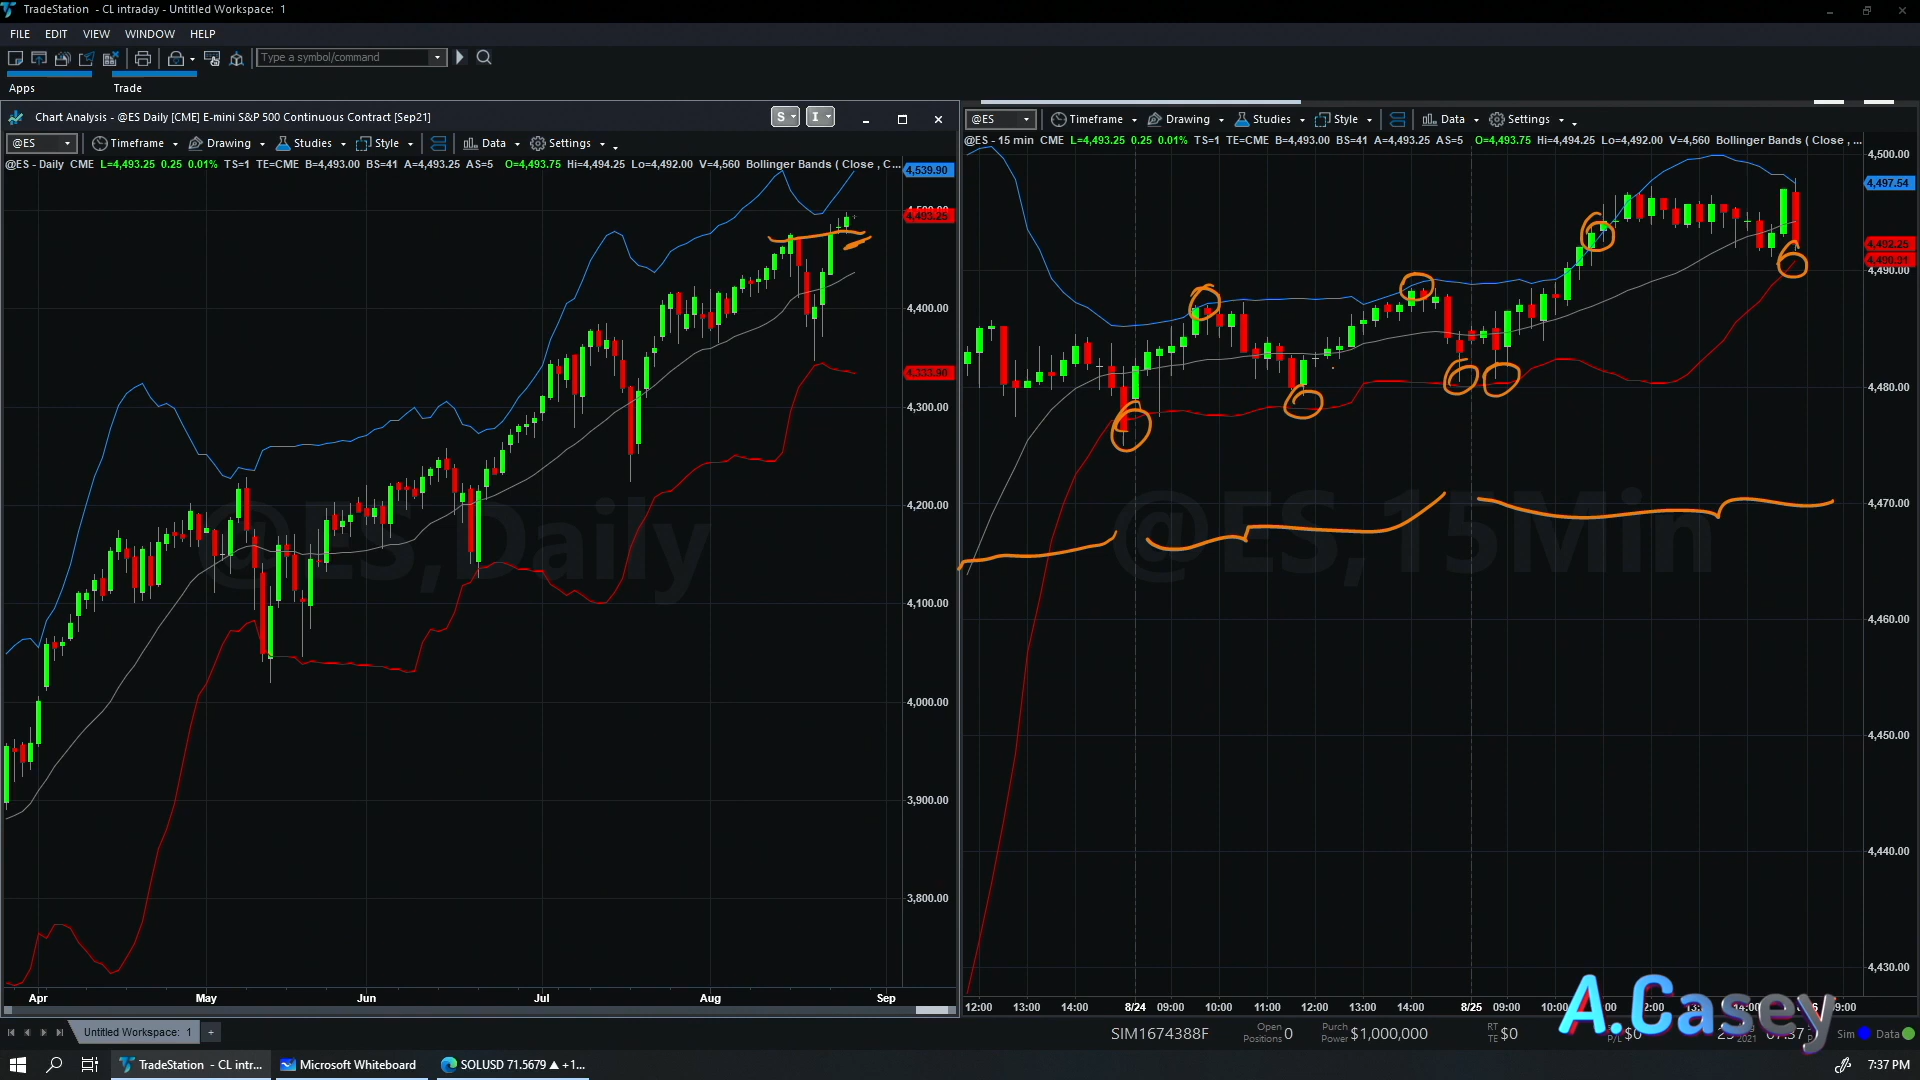 TradeStation - CL intraday - Untitled Workspace: 1
FILE EDIT VIEW WINDOW HELP
Type a symbol/command
Apps Trade
Chart Analysis - @ES Daily [CME] E-mini S&P 500 Continuous Contract [Sep21]
S I
@ES Timeframe Drawing Studies Style Data Settings
@ES - Daily CME L=4,493.25 0.25 0.01% TS=1 TE=CME B=4,493.00 BS=41 A=4,493.25 AS=5 O=4,493.75 Hi=4,494.25 Lo=4,492.00 V=4,560 Bollinger Bands ( Close , C...
4,539.90
4,493.25
4,400.00
4,333.90
4,300.00
4,200.00
4,100.00
4,000.00
3,900.00
3,800.00
@ES,Daily
Apr May Jun Jul Aug Sep
@ES Timeframe Drawing Studies Style Data Settings
@ES - 15 min CME L=4,493.25 0.25 0.01% TS=1 TE=CME B=4,493.00 BS=41 A=4,493.25 AS=5 O=4,493.75 Hi=4,494.25 Lo=4,492.00 V=4,560 Bollinger Bands ( Close , ...
4,500.00
4,497.54
4,492.25
4,490.31
4,490.00
4,480.00
4,470.00
4,460.00
4,450.00
4,440.00
4,430.00
@ES,15Min
12:00 13:00 14:00 8/24 09:00 10:00 11:00 12:00 13:00 14:00 8/25 09:00 10:00
A.Casey
Untitled Workspace: 1 +
SIM1674388F Open Positions 0 Purch Power $1,000,000 RT TE $0 P/L $0 2021 Sim Data
TradeStation - CL intr... Microsoft Whiteboard SOLUSD 71.5679 ▲ +1... 7:37 PM